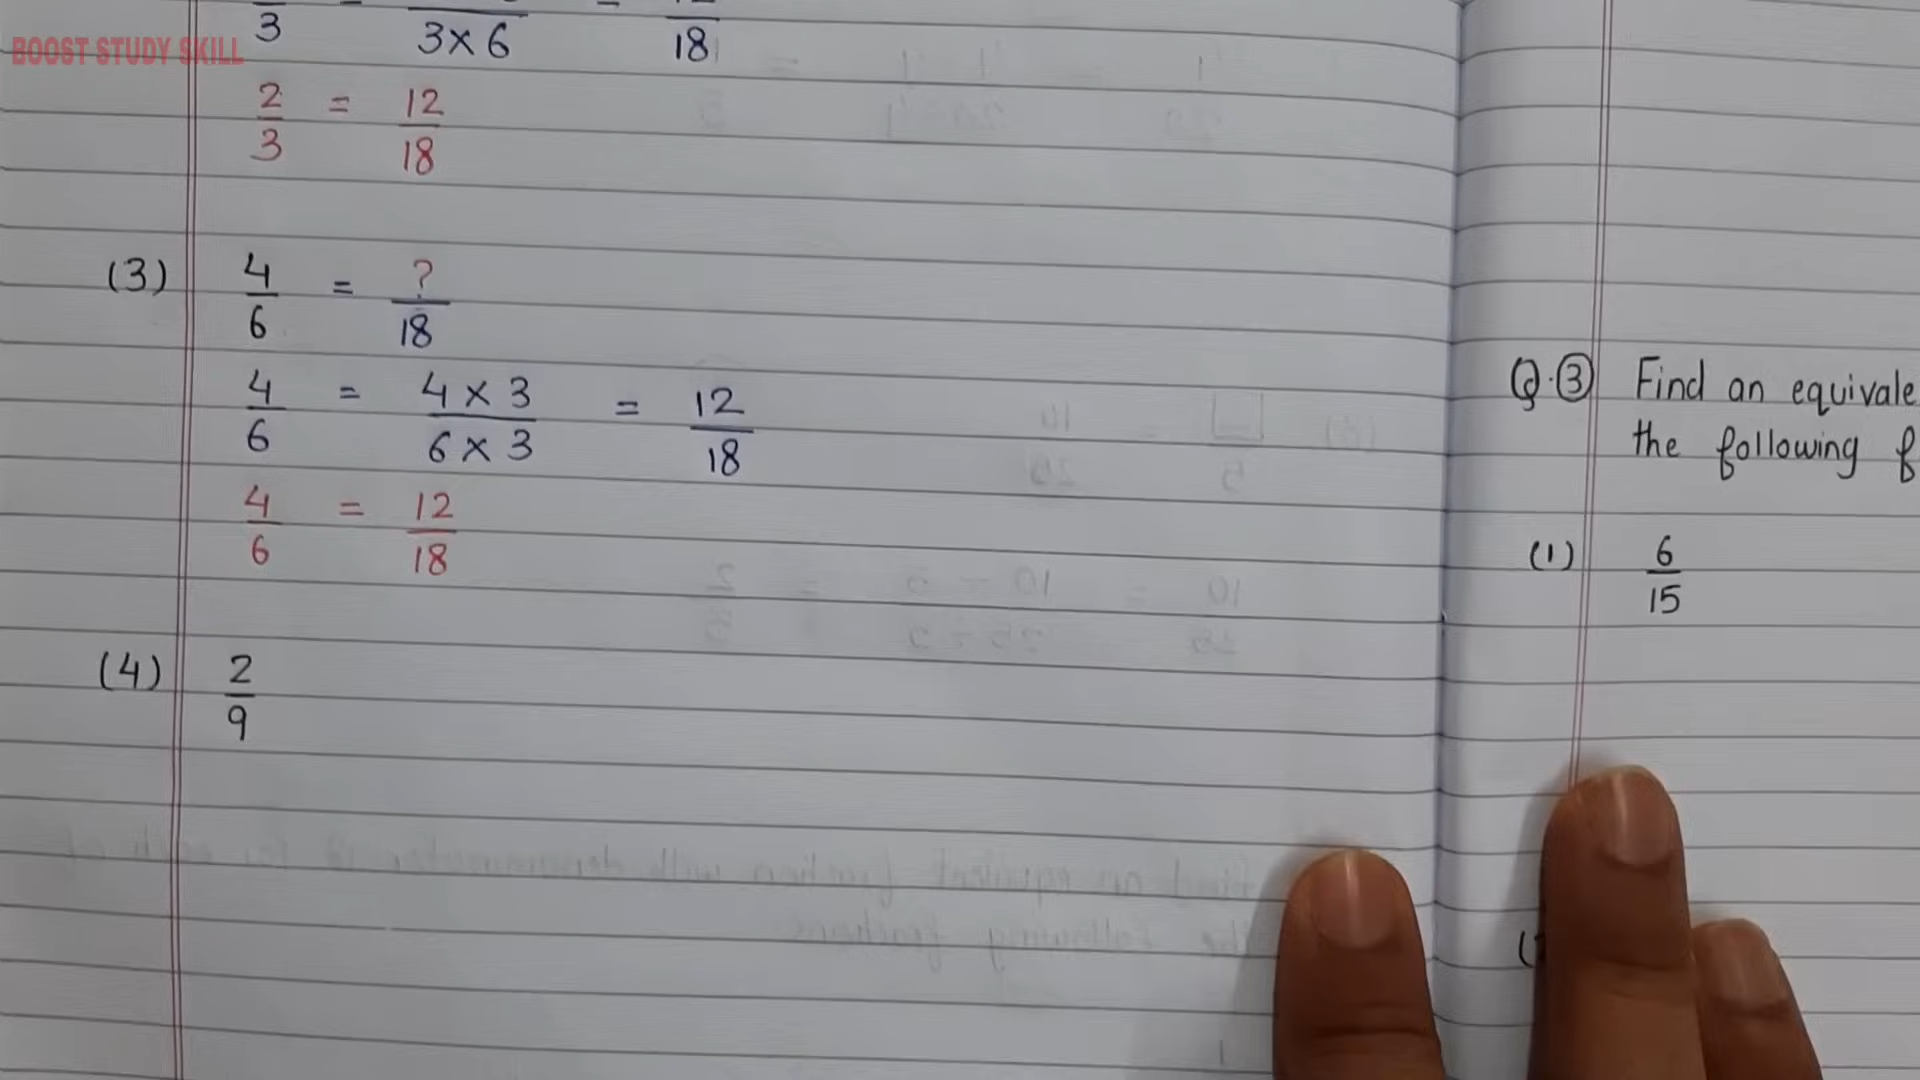 BOOST STUDY SKILL
3 3 × 6 18
2/3 = 12/18
(3) 4/6 = ?/18
4/6 = 4 × 3/6 × 3 = 12/18
4/6 = 12/18
(4) 2/9
Q.③ Find an equivale
the following f
(1) 6/15